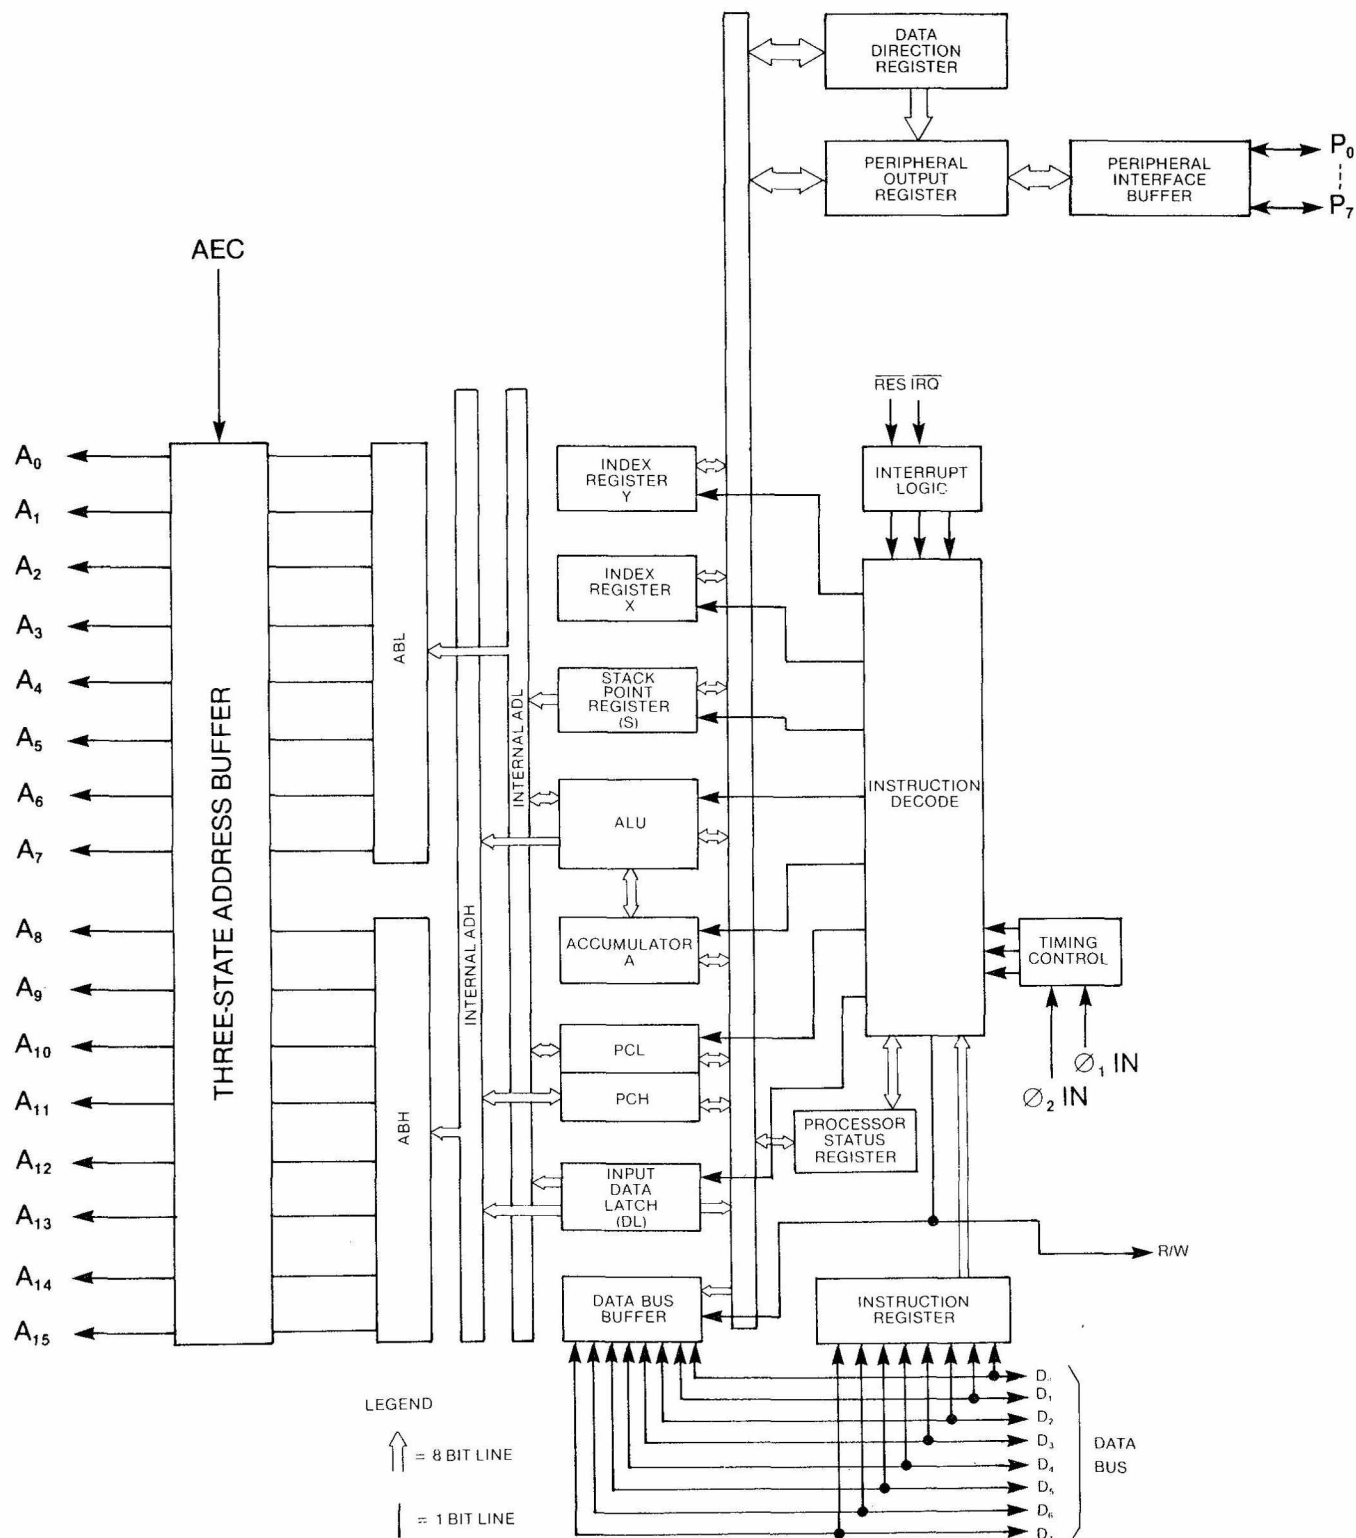 DATA
DIRECTION
REGISTER
PERIPHERAL
OUTPUT
REGISTER
PERIPHERAL
INTERFACE
BUFFER
P₀
P₇
AEC
RES IRQ
INTERRUPT
LOGIC
A₀
A₁
A₂
A₃
A₄
A₅
A₆
A₇
A₈
A₉
A₁₀
A₁₁
A₁₂
A₁₃
A₁₄
A₁₅
THREE-STATE ADDRESS BUFFER
ABL
ABH
INTERNAL ADH
INTERNAL ADL
INDEX
REGISTER
Y
INDEX
REGISTER
X
STACK
POINT
REGISTER
(S)
ALU
ACCUMULATOR
A
PCL
PCH
INPUT
DATA
LATCH
(DL)
DATA BUS
BUFFER
INSTRUCTION
DECODE
TIMING
CONTROL
∅₁ IN
∅₂ IN
PROCESSOR
STATUS
REGISTER
R/W
INSTRUCTION
REGISTER
D₁
D₂
D₃
D₄
D₅
D₆
DATA
BUS
LEGEND
= 8 BIT LINE
= 1 BIT LINE